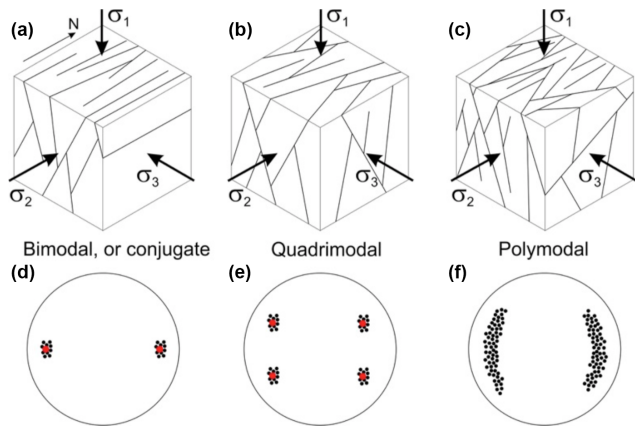 (a)
N
σ1
σ2
σ3
(b)
σ1
σ2
σ3
(c)
σ1
σ2
σ3
Bimodal, or conjugate
Quadrimodal
Polymodal
(d)
(e)
(f)